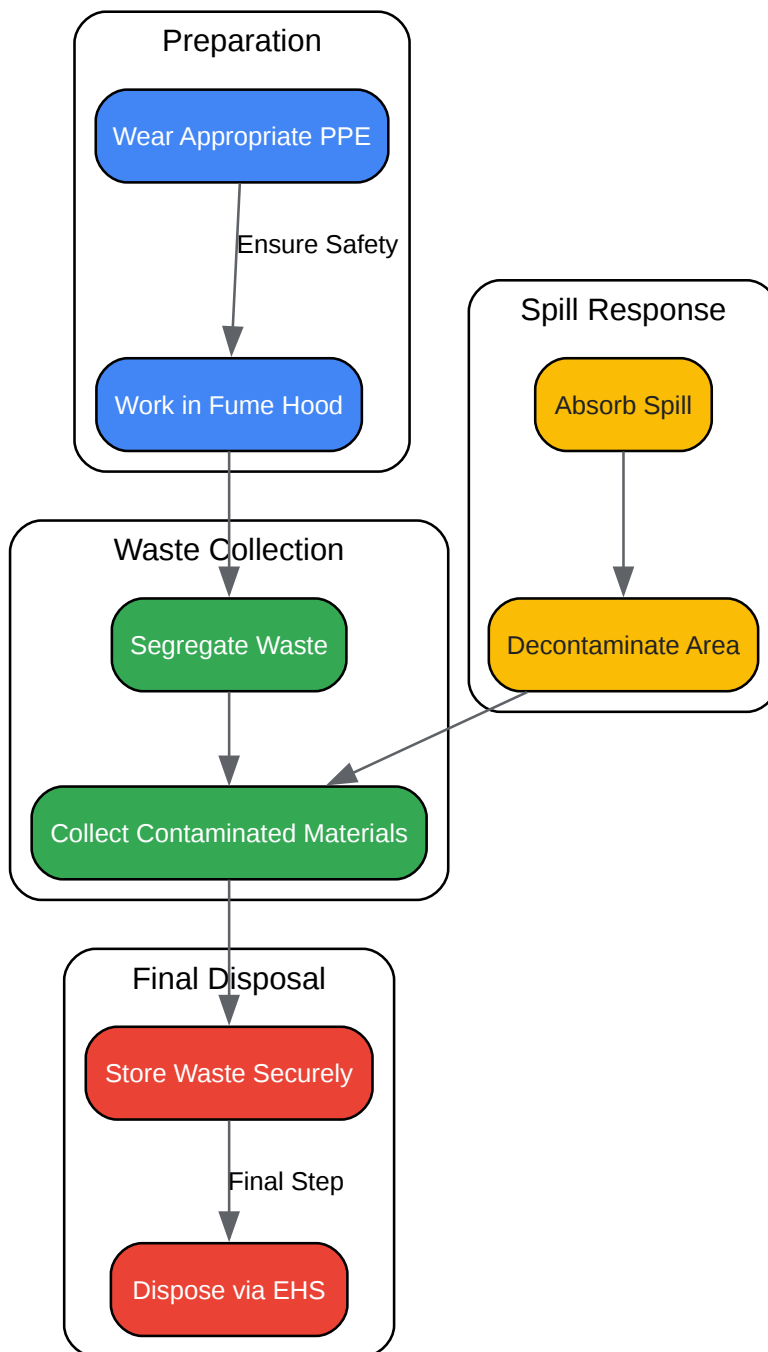 Preparation
Wear Appropriate PPE
Ensure Safety
Work in Fume Hood
Spill Response
Absorb Spill
Decontaminate Area
Waste Collection
Segregate Waste
Collect Contaminated Materials
Final Disposal
Store Waste Securely
Final Step
Dispose via EHS